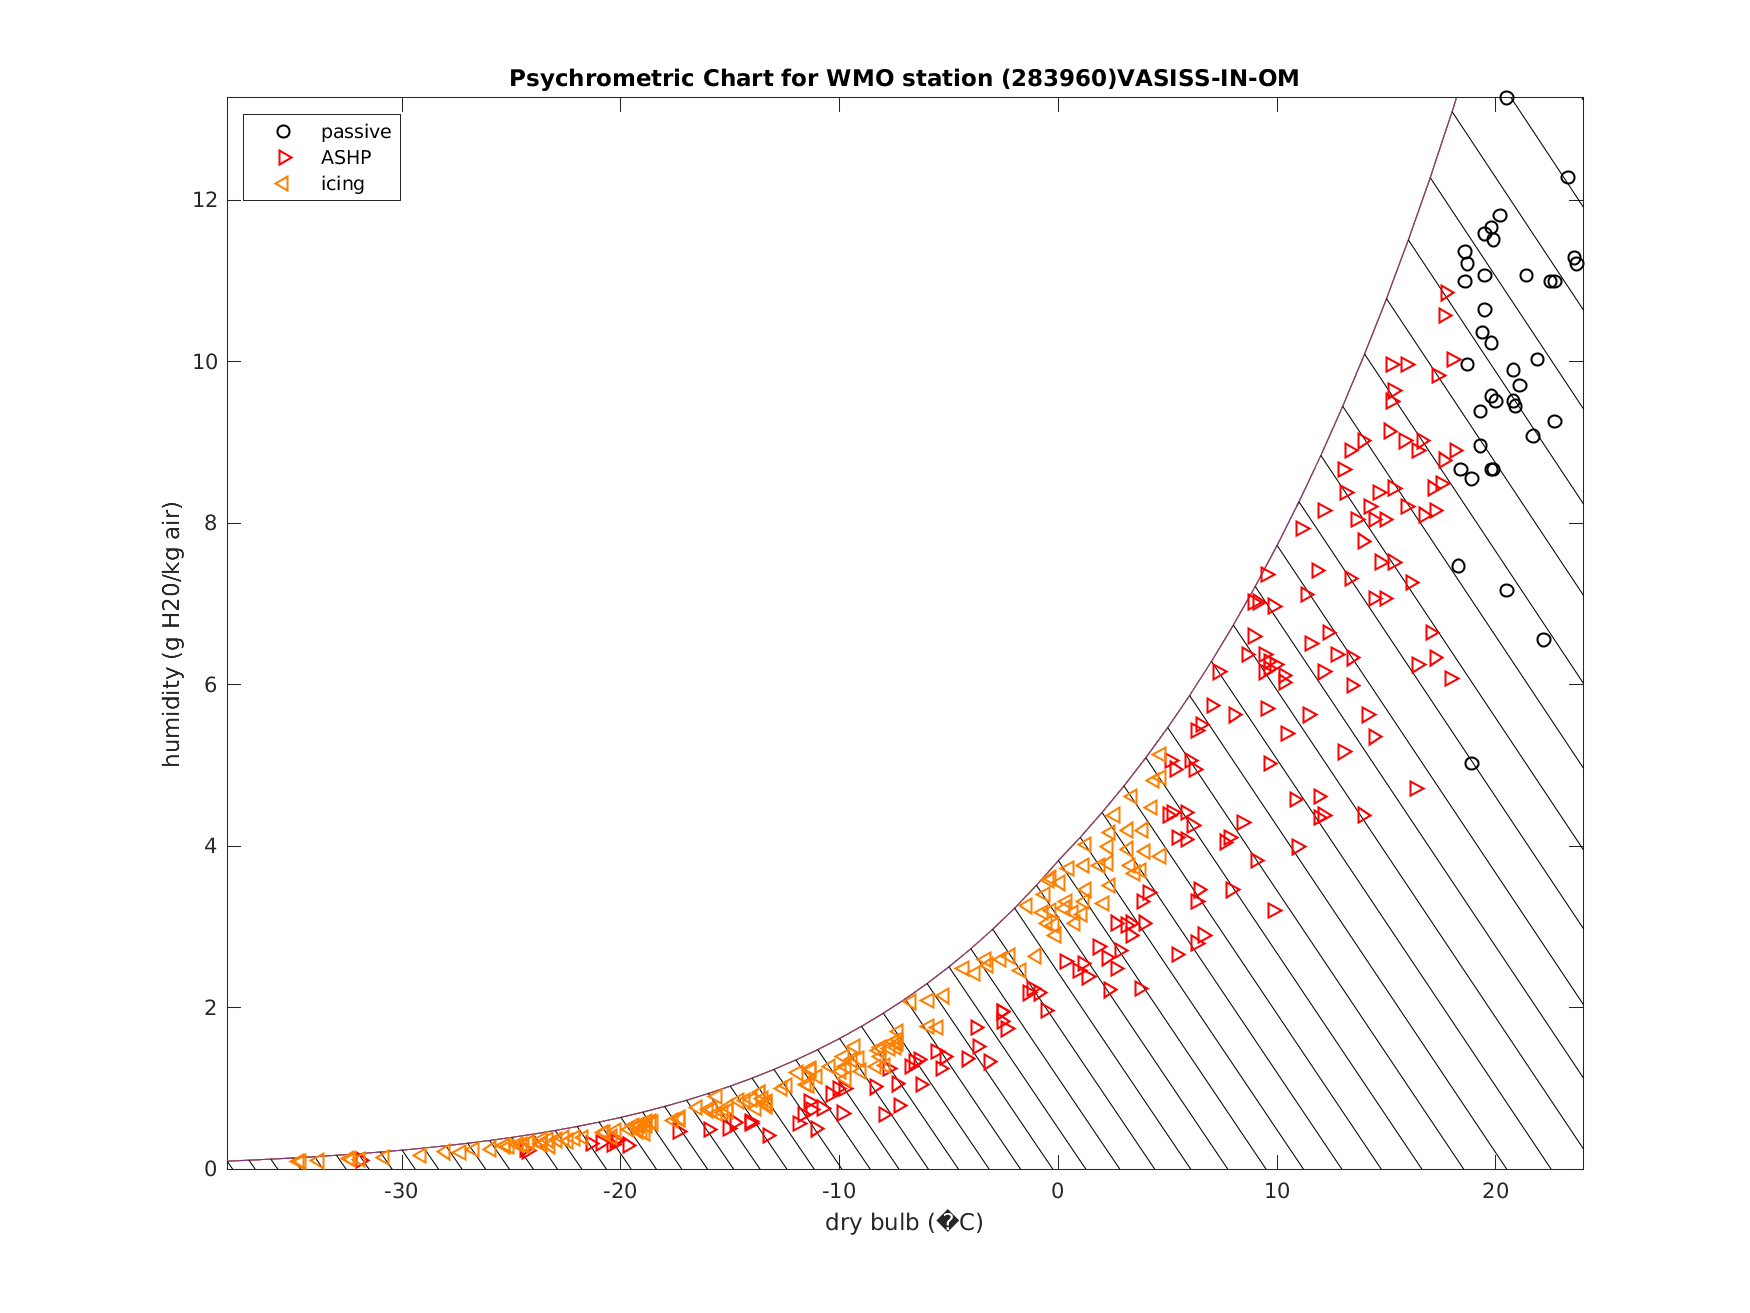 Psychrometric Chart for WMO station (283960)VASISS-IN-OM
passive
ASHP
icing
humidity (g H20/kg air)
12
10
8
6
4
2
0
-30 -20 -10 0 10 20
dry bulb (�C)